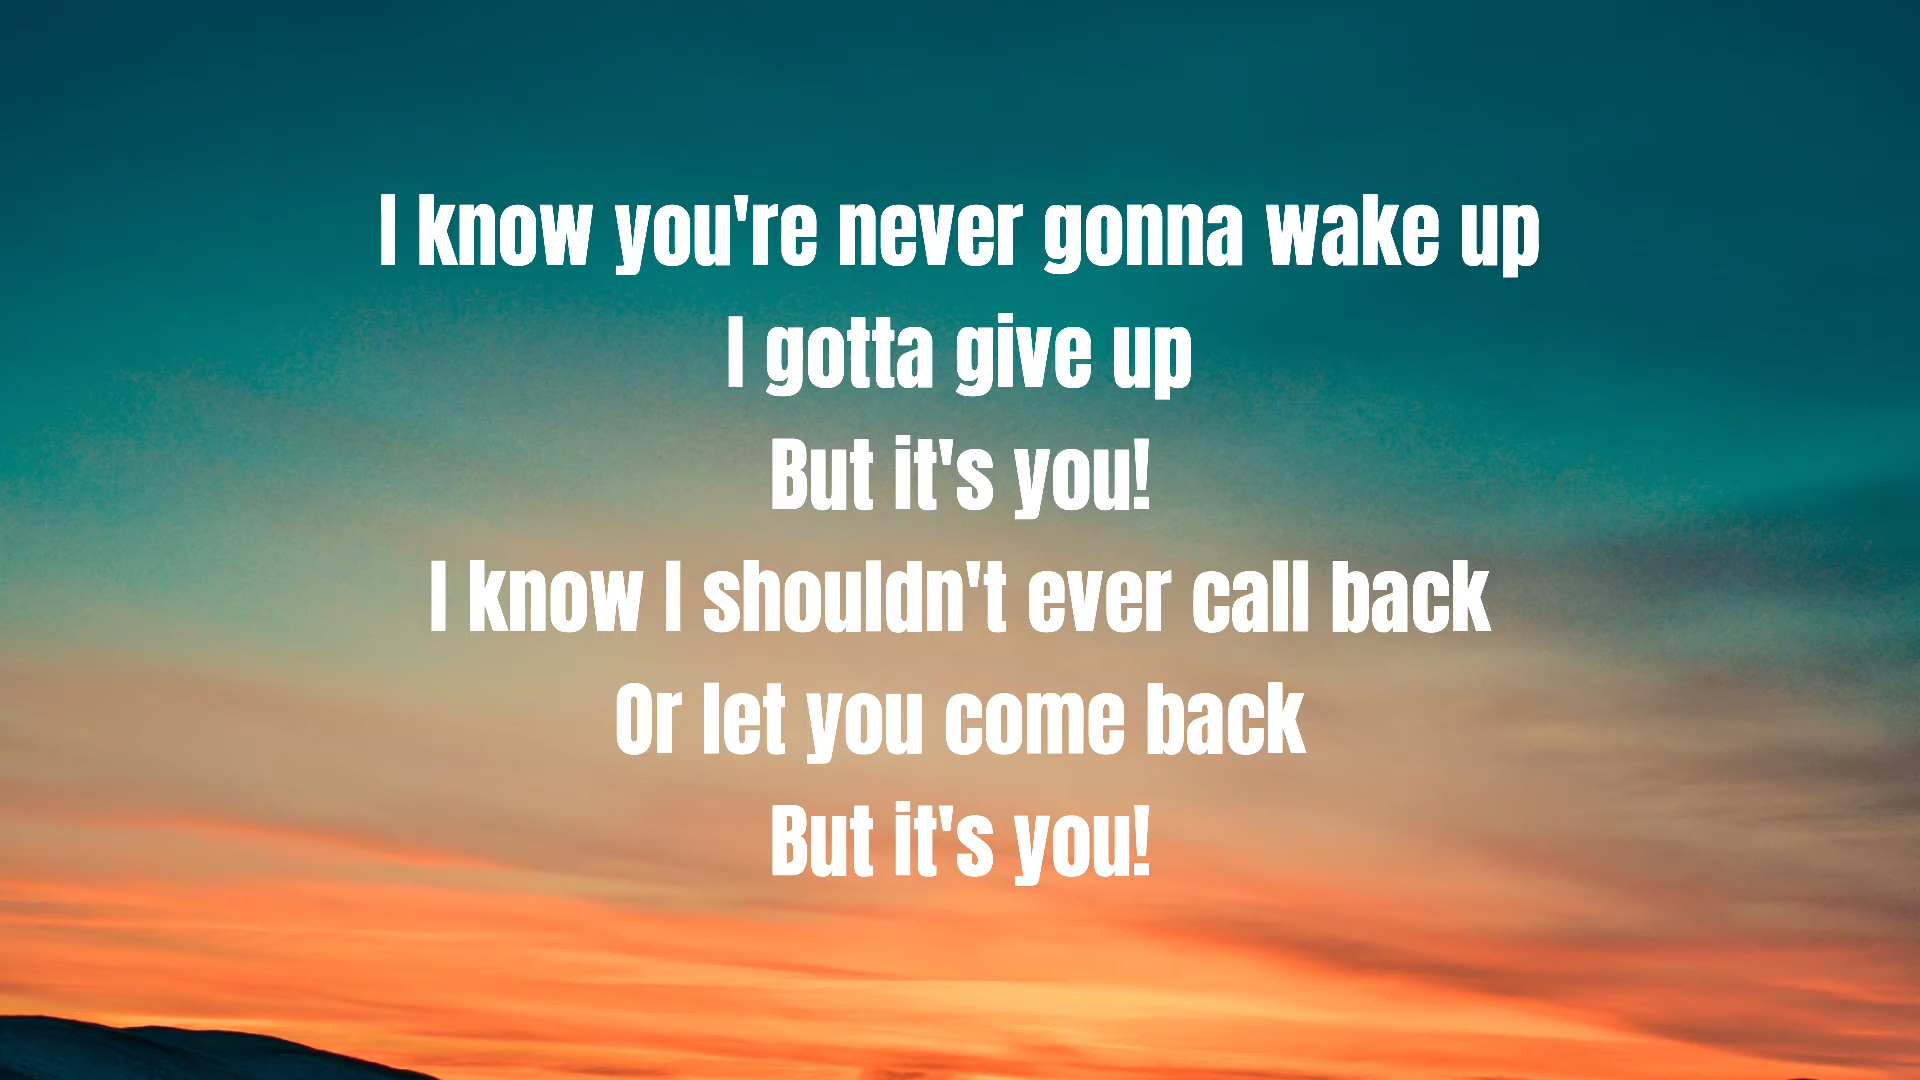 I know you're never gonna wake up
I gotta give up
But it's you!
I know I shouldn't ever call back
Or let you come back
But it's you!